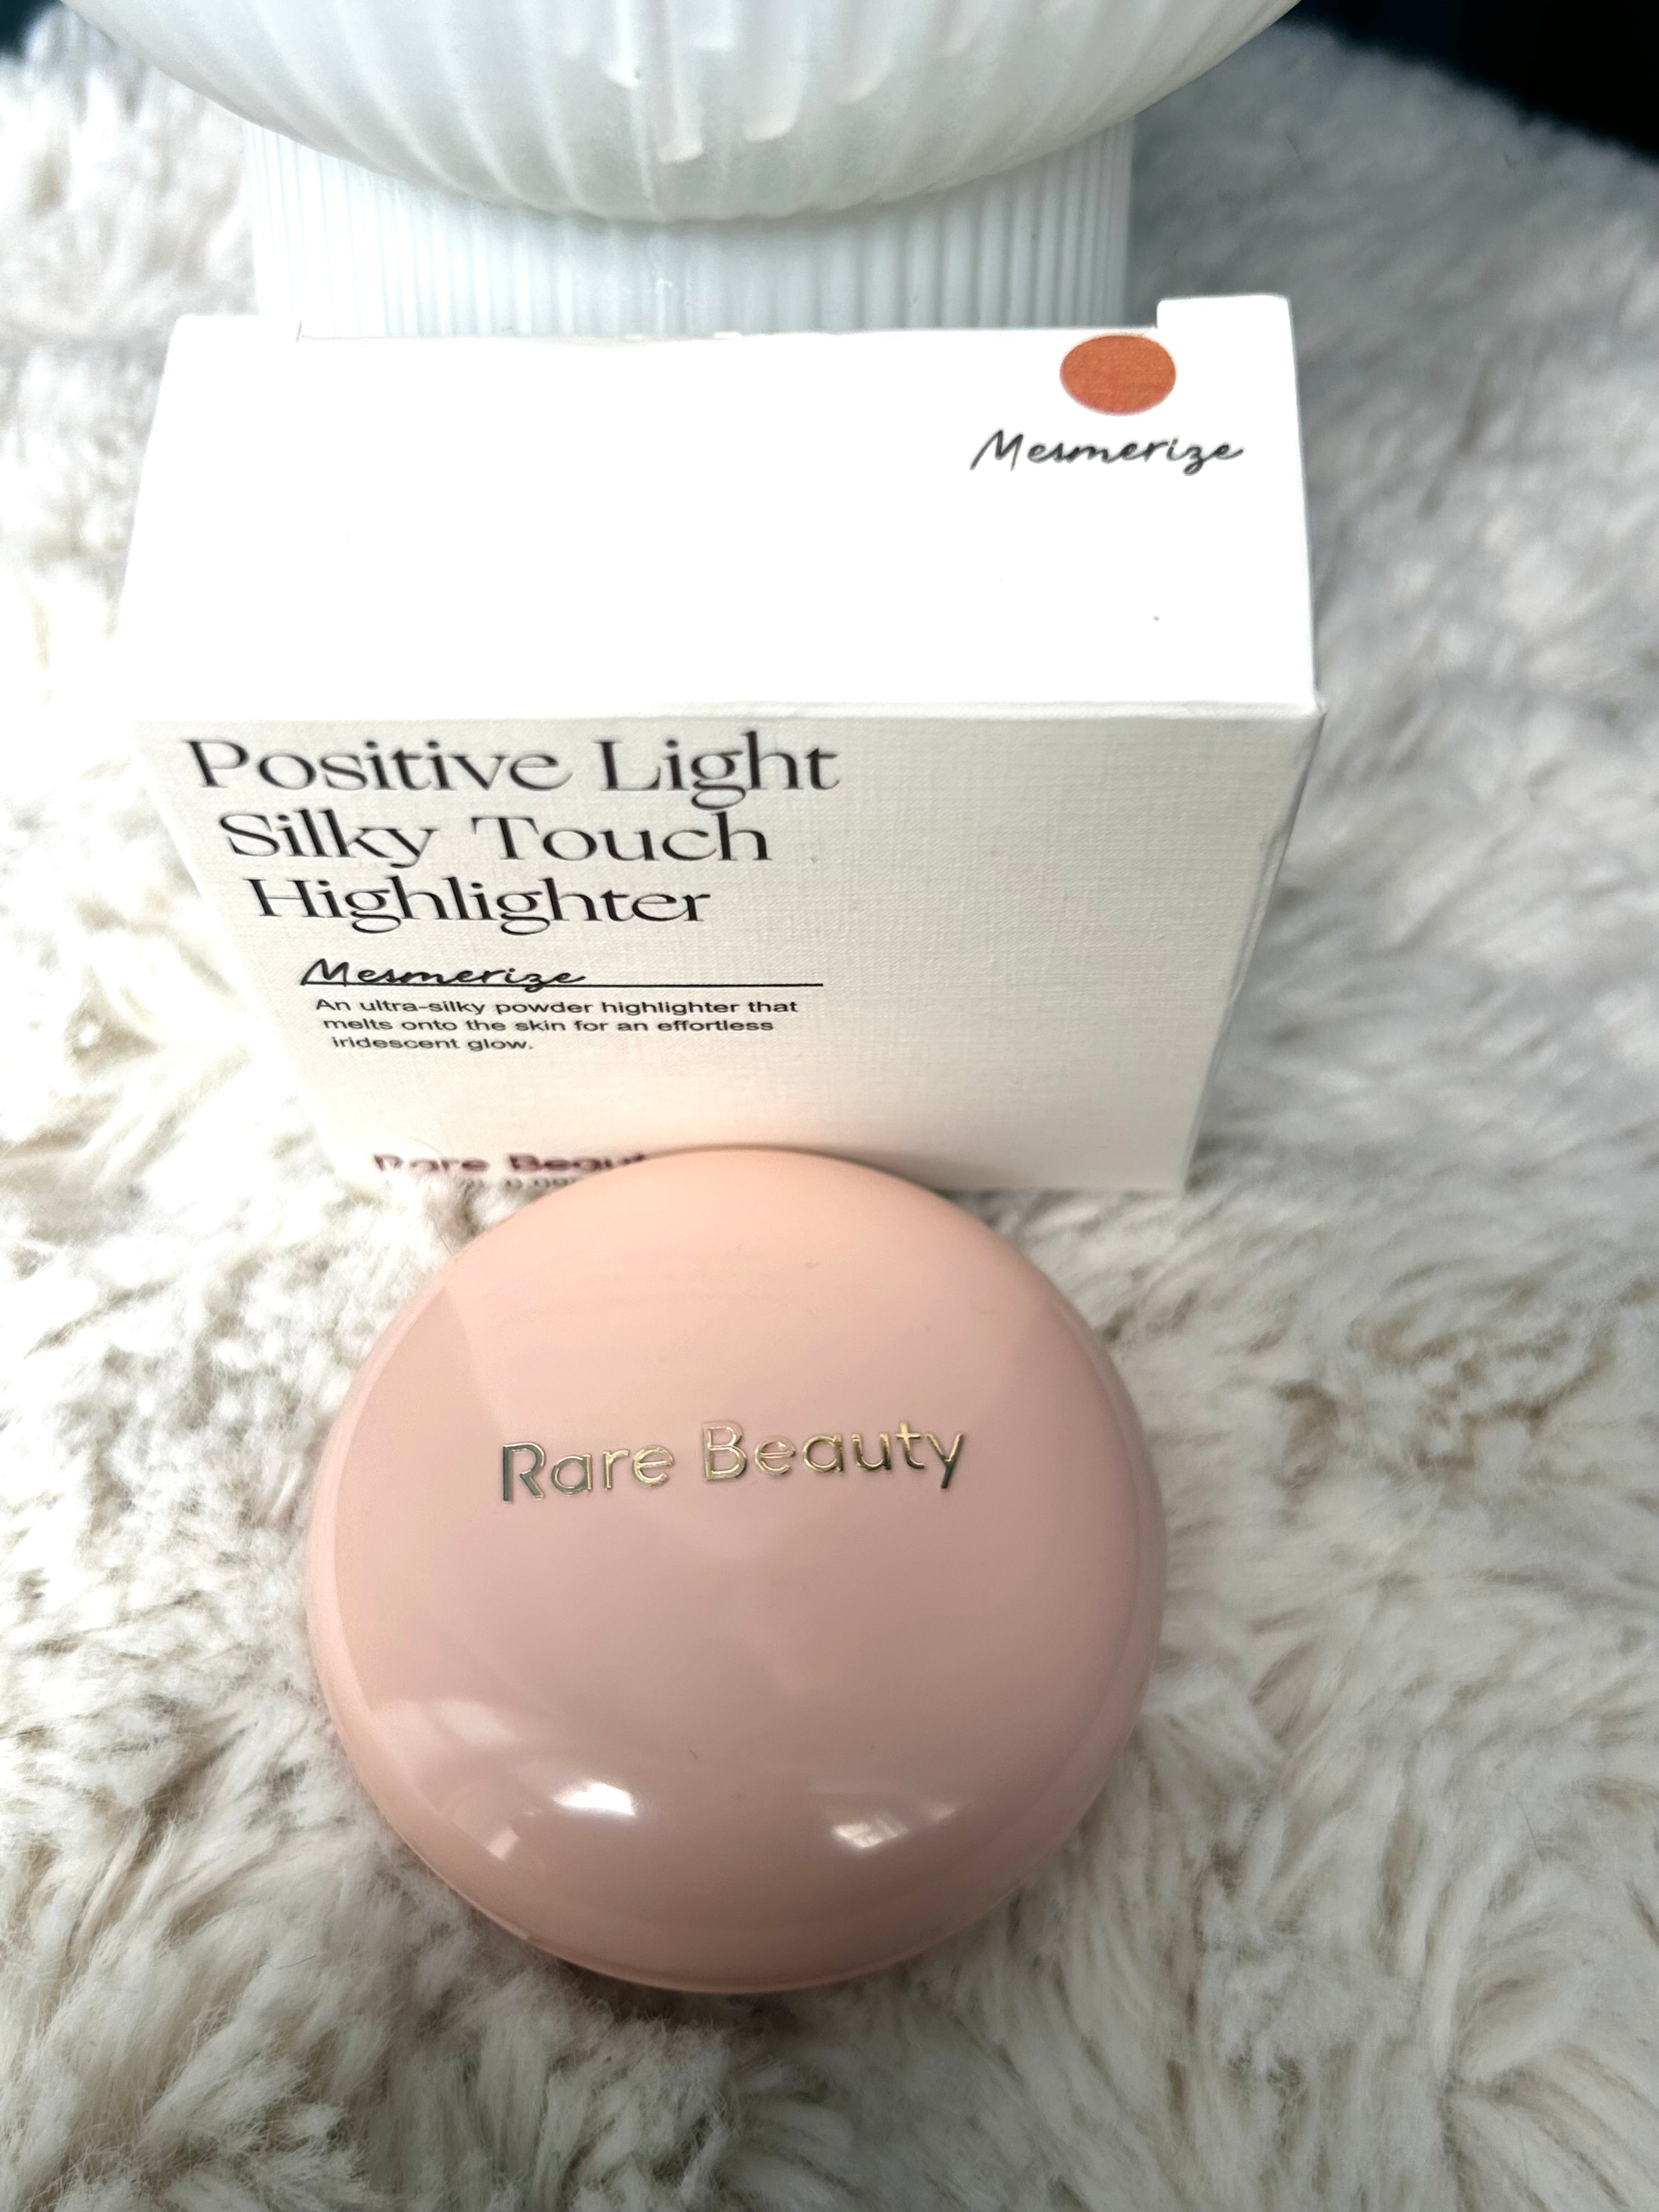 Mesmerize
Positive Light
Silky Touch
Highlighter
Mesmerize
An ultra-silky powder highlighter that
melts onto the skin for an effortless
iridescent glow.
Rare
Rare Beauty